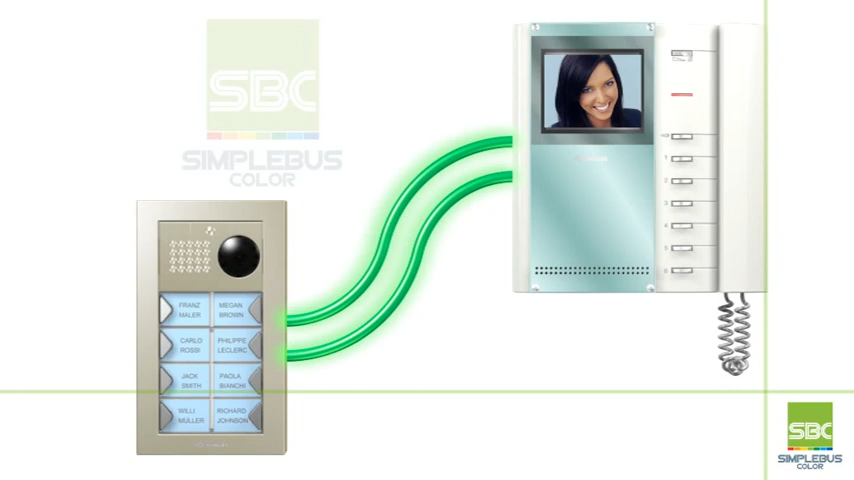 SBC
SIMPLEBUS
COLOR
1
2
3
4
5
6
FRANZ
MALER
MEGAN
BROWN
CARLO
ROSSI
PHILIPPE
LECLERC
JACK
SMITH
PAOLA
BIANCHI
WILLI
MULLER
RICHARD
JOHNSON
SBC
SIMPLEBUS
COLOR